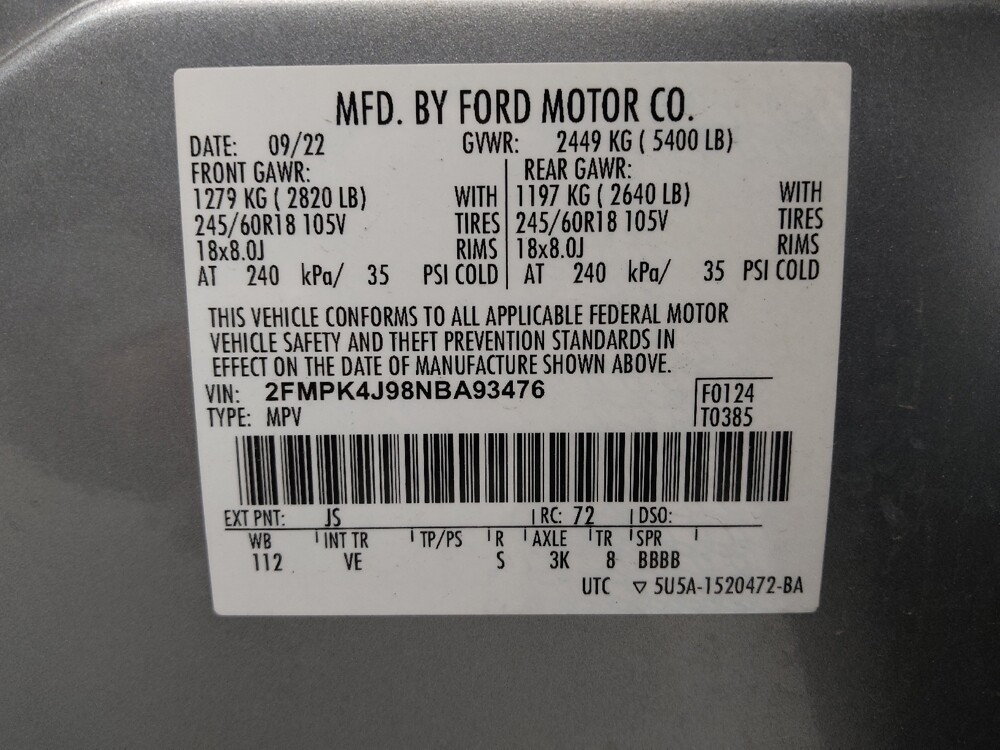 MFD. BY FORD MOTOR CO.
DATE: 09/22 GVWR: 2449 KG ( 5400 LB)
FRONT GAWR: REAR GAWR:
1279 KG ( 2820 LB) WITH 1197 KG ( 2640 LB) WITH
245/60R18 105V TIRES 245/60R18 105V TIRES
18x8.0J RIMS 18x8.0J RIMS
AT 240 kPa/ 35 PSI COLD AT 240 kPa/ 35 PSI COLD
THIS VEHICLE CONFORMS TO ALL APPLICABLE FEDERAL MOTOR
VEHICLE SAFETY AND THEFT PREVENTION STANDARDS IN
EFFECT ON THE DATE OF MANUFACTURE SHOWN ABOVE.
VIN: 2FMPK4J98NBA93476 F0124
TYPE: MPV T0385
EXT PNT: JS RC: 72 DSO:
WB INT TR TP/PS R AXLE TR SPR
112 VE S 3K 8 BBBB
UTC ▽ 5U5A-1520472-BA